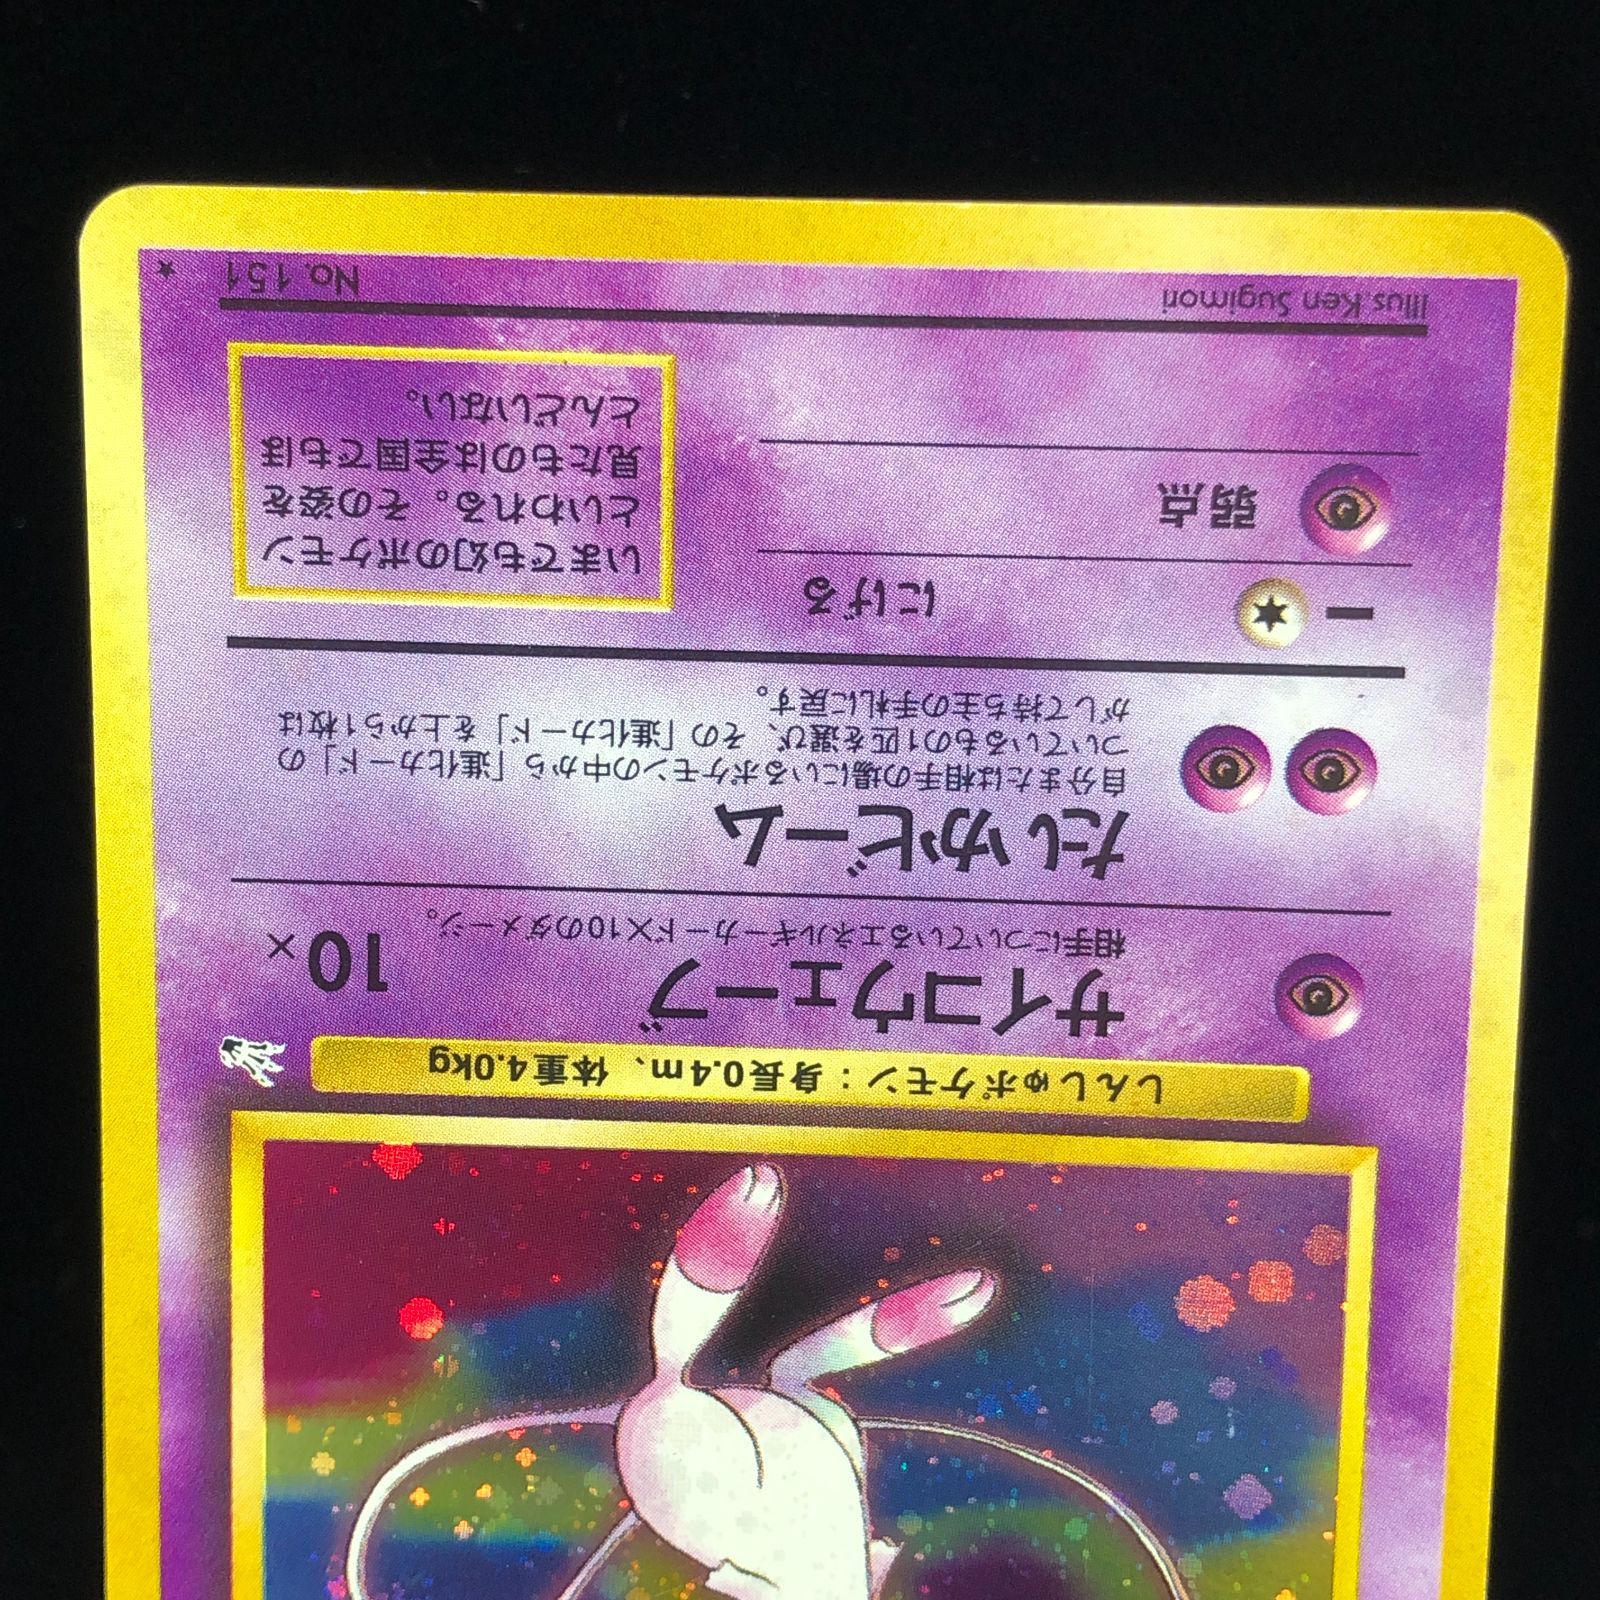 しんしゅポケモン：身長0.4m、体重4.0kg
サイコウェーブ 10×
相手についているエネルギーカード×10のダメージ。
たいかビーム
自分または相手の場にいるポケモンの中から「進化カード」の
ついているもの1匹を選び、その「進化カード」を上から1枚は
がして持ち主の手札に戻す。
ー にげる
弱点
いまでも幻のポケモン
といわれる。その姿を
見たものは全国でもほ
とんどいない。
Illus. Ken Sugimori No. 151 ★